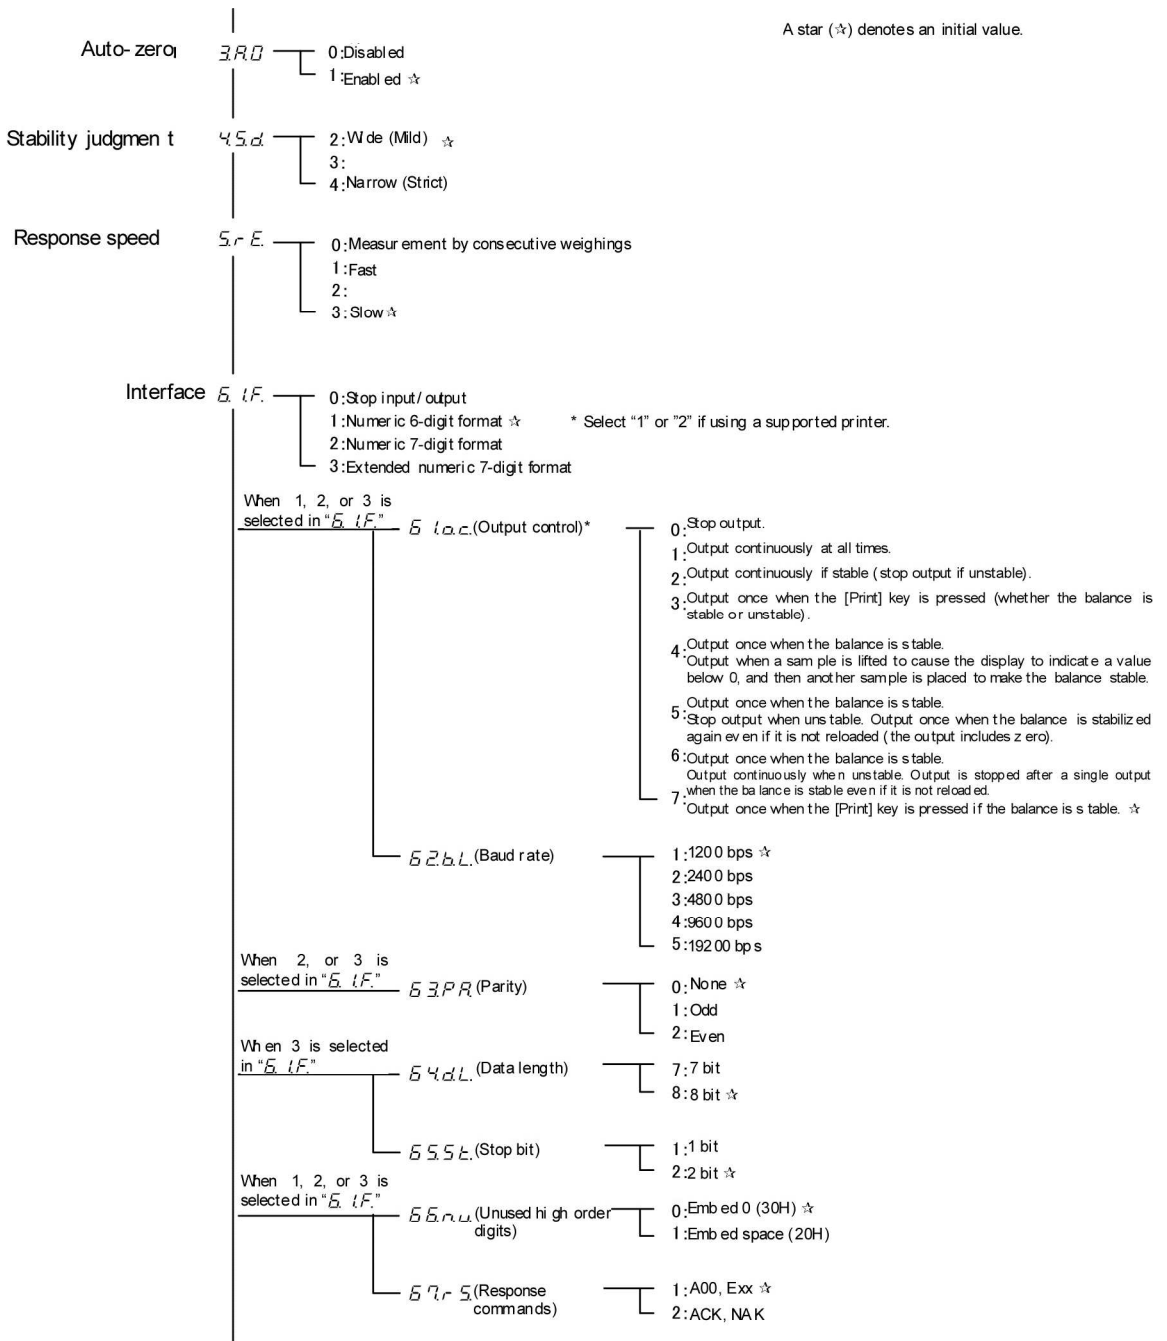 A star (☆) denotes an initial value.
Auto-zero 3.A.0 0:Disabled
1:Enabled ☆
Stability judgment 4.S.d. 2:Wide (Mild) ☆
3:
4:Narrow (Strict)
Response speed 5.r E. 0:Measurement by consecutive weighings
1:Fast
2:
3:Slow ☆
Interface 6. I.F. 0:Stop input/output
1:Numeric 6-digit format ☆ * Select “1” or ”2” if using a supported printer.
2:Numeric 7-digit format
3:Extended numeric 7-digit format
When 1, 2, or 3 is
selected in “6. I.F.” 6 1.o.c. (Output control)* 0:Stop output.
1:Output continuously at all times.
2:Output continuously if stable (stop output if unstable).
3:Output once when the [Print] key is pressed (whether the balance is
stable or unstable).
4:Output once when the balance is stable.
Output when a sample is lifted to cause the display to indicate a value
below 0, and then another sample is placed to make the balance stable.
5:Output once when the balance is stable.
Stop output when unstable. Output once when the balance is stabilized
again even if it is not reloaded (the output includes zero).
6:Output once when the balance is stable.
Output continuously when unstable. Output is stopped after a single output
when the balance is stable even if it is not reloaded.
7:Output once when the [Print] key is pressed if the balance is stable. ☆
62.b.L. (Baud rate) 1:1200 bps ☆
2:2400 bps
3:4800 bps
4:9600 bps
5:19200 bps
When 2, or 3 is
selected in “6. I.F.” 6 3.P A. (Parity) 0:None ☆
1:Odd
2:Even
When 3 is selected
in “6. I.F.” 6 4.d.L. (Data length) 7:7 bit
8:8 bit ☆
6 5.S t. (Stop bit) 1:1 bit
2:2 bit ☆
When 1, 2, or 3 is
selected in “6. I.F.” 6 6.n.u. (Unused high order
digits) 0:Embed 0 (30H) ☆
1:Embed space (20H)
6 7.r S. (Response
commands) 1:A00, Exx ☆
2:ACK, NAK